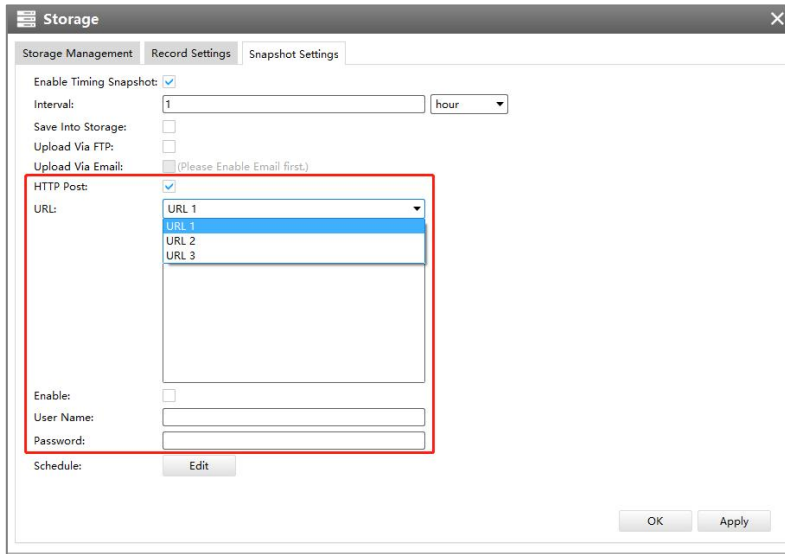 Storage
Storage Management Record Settings Snapshot Settings
Enable Timing Snapshot:
Interval: 1 hour
Save Into Storage:
Upload Via FTP:
Upload Via Email: (Please Enable Email first.)
HTTP Post:
URL: URL 1
URL 1
URL 2
URL 3
Enable:
User Name:
Password:
Schedule: Edit
OK Apply